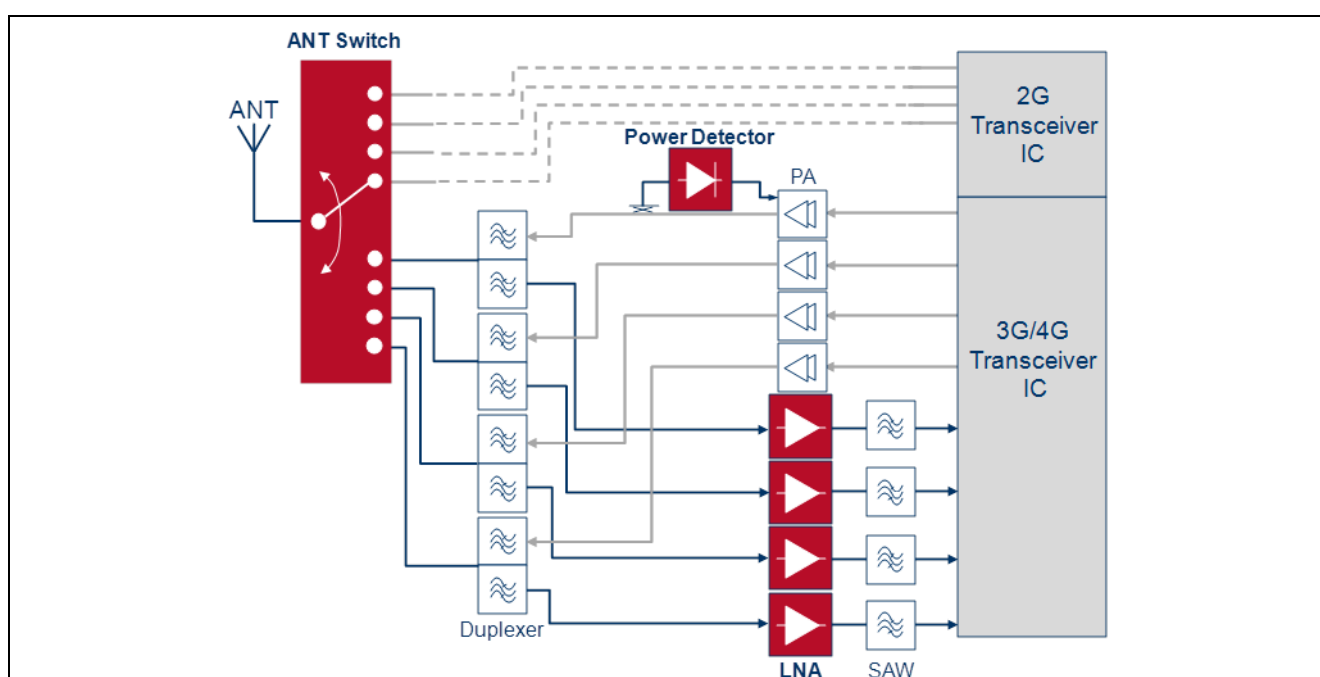 ANT Switch
ANT
2G
Transceiver
IC
Power Detector
PA
3G/4G
Transceiver
IC
Duplexer
LNA
SAW